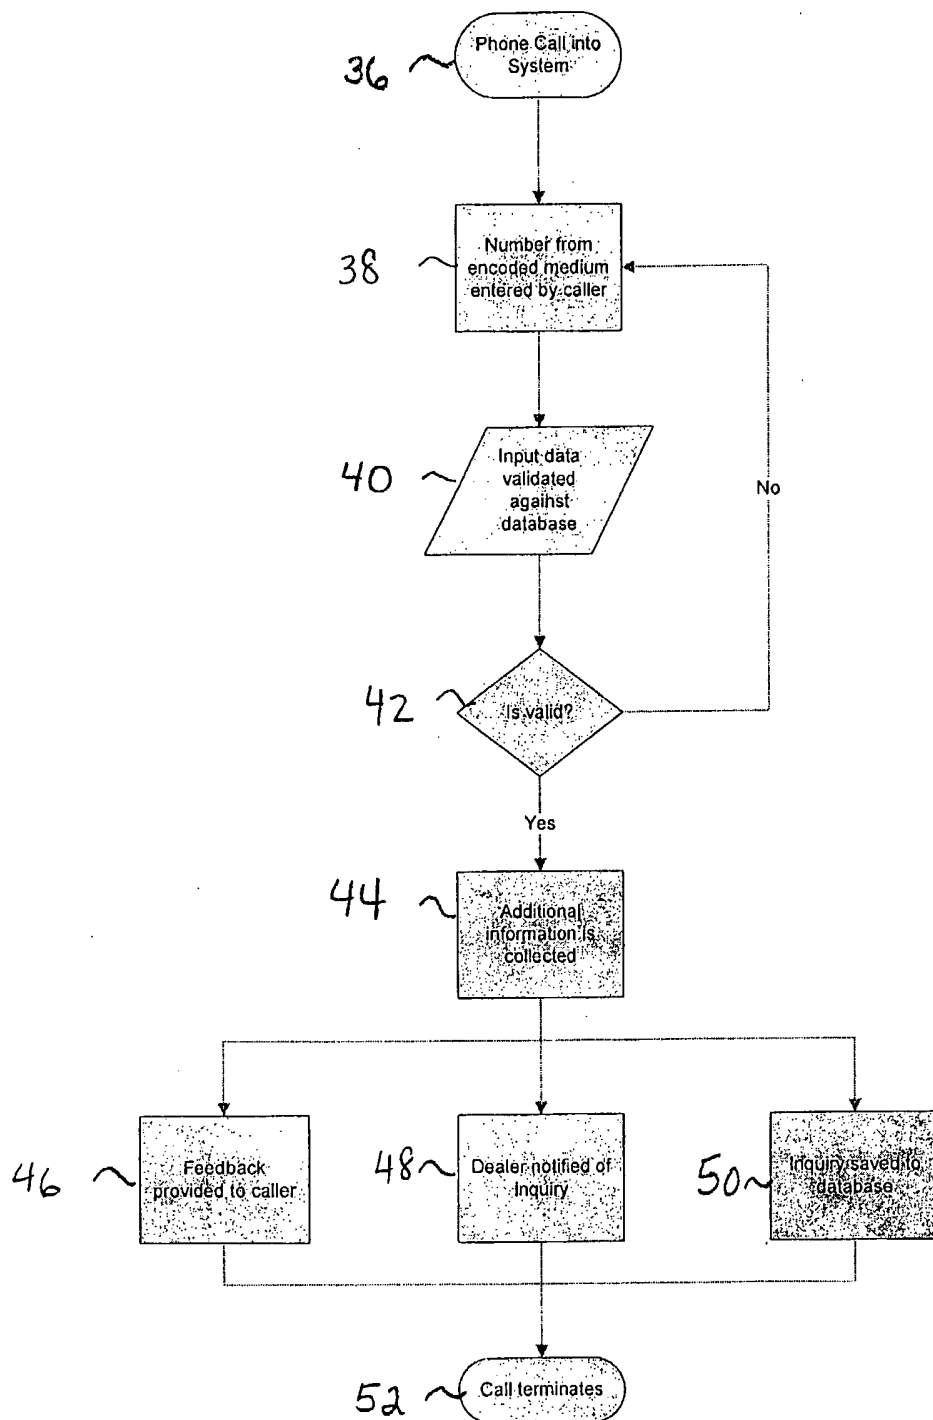 Phone Call into
System
36
Number from
encoded medium
entered by caller
38
Input data
validated
against
database
40
No
Is valid?
42
Yes
44
Additional
information is
collected
46
Feedback
provided to caller
48
Dealer notified of
Inquiry
50
Inquiry saved to
database
52
Call terminates